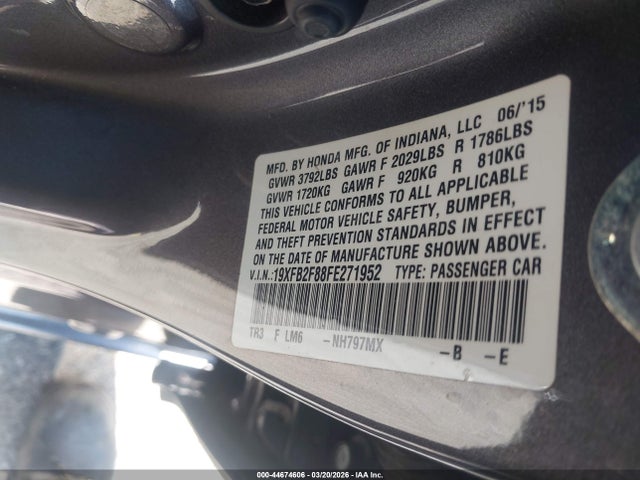 MFD. BY HONDA MFG. OF INDIANA, LLC 06/'15
GVWR 3792LBS GAWR F 2029LBS R 1786LBS
GVWR 1720KG GAWR F 920KG R 810KG
THIS VEHICLE CONFORMS TO ALL APPLICABLE
FEDERAL MOTOR VEHICLE SAFETY, BUMPER,
AND THEFT PREVENTION STANDARDS IN EFFECT
ON THE DATE OF MANUFACTURE SHOWN ABOVE.
V.I.N.:19XFB2F88FE271952 TYPE: PASSENGER CAR
TR3 F LM6 -NH797MX -B -E
000-44674606 | 03/20/2026 | IAA Inc.